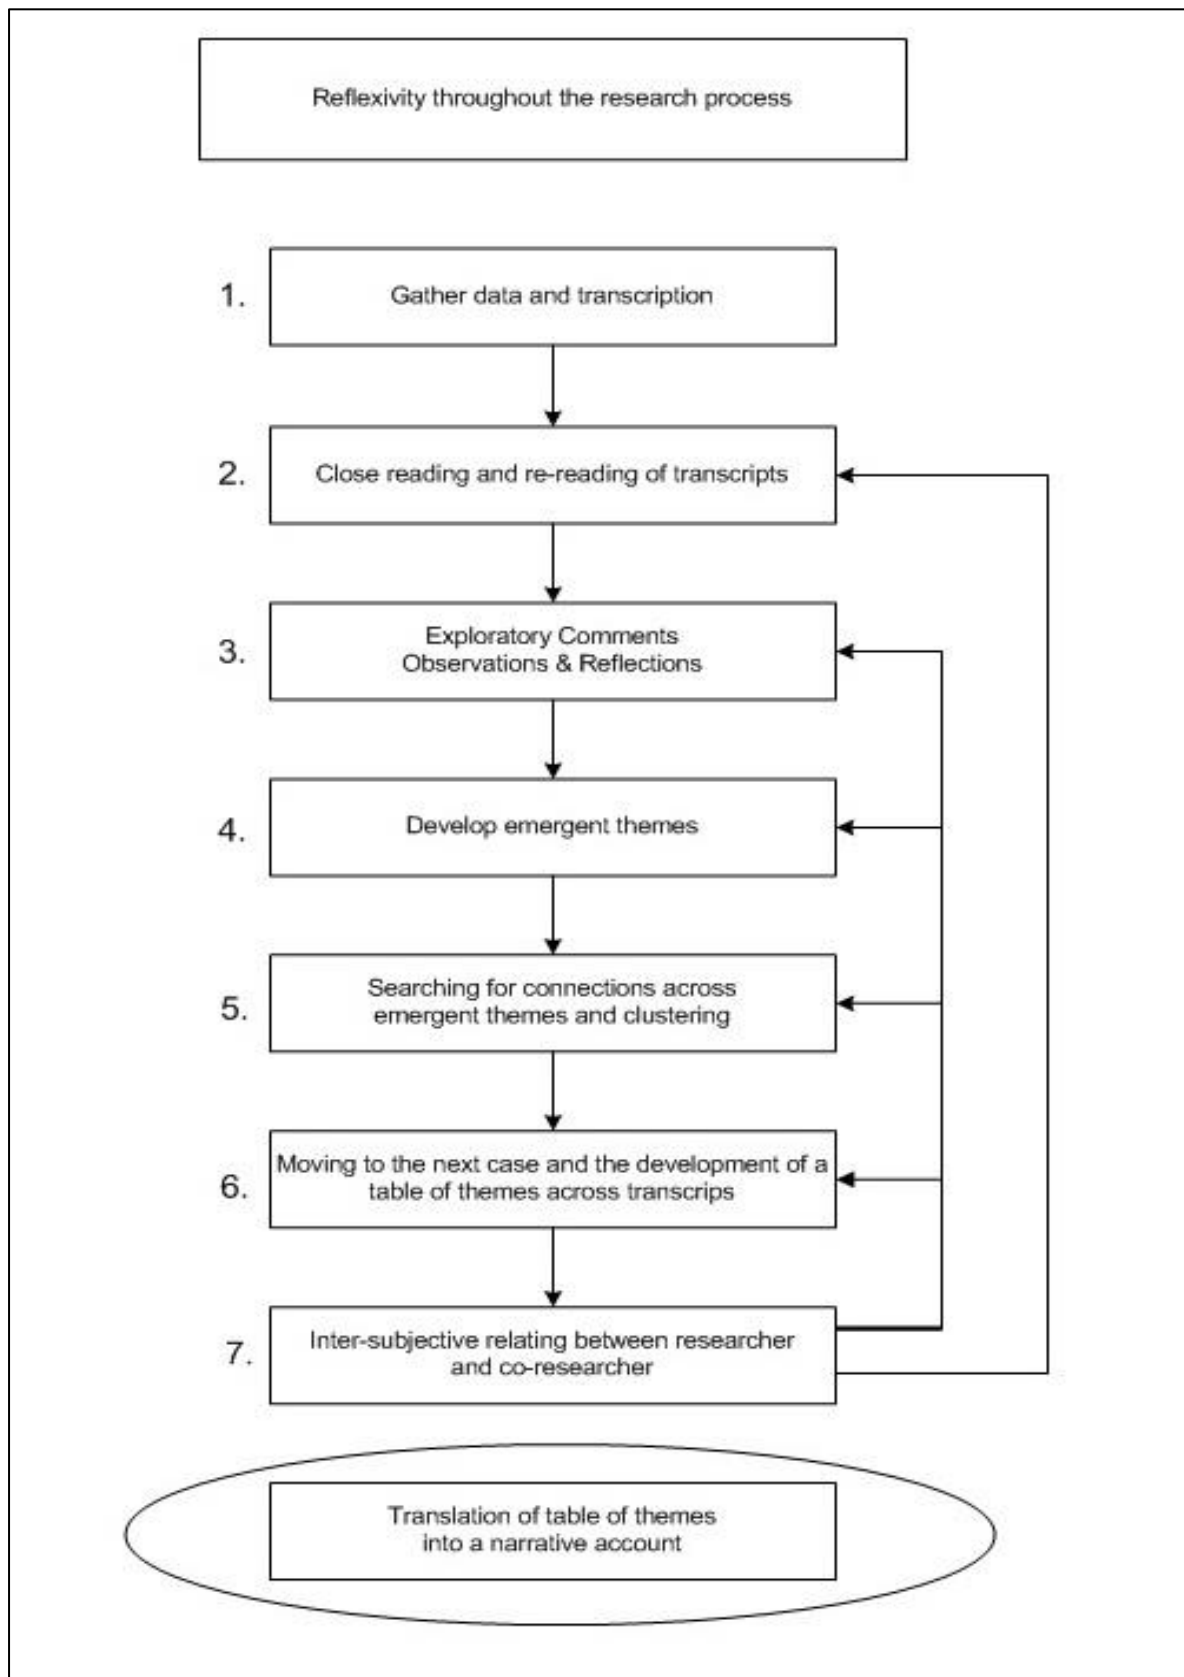 Reflexivity throughout the research process
1.
Gather data and transcription
2.
Close reading and re-reading of transcripts
3.
Exploratory Comments
Observations & Reflections
4.
Develop emergent themes
5.
Searching for connections across
emergent themes and clustering
6.
Moving to the next case and the development of a
table of themes across transcrips
7.
Inter-subjective relating between researcher
and co-researcher
Translation of table of themes
into a narrative account